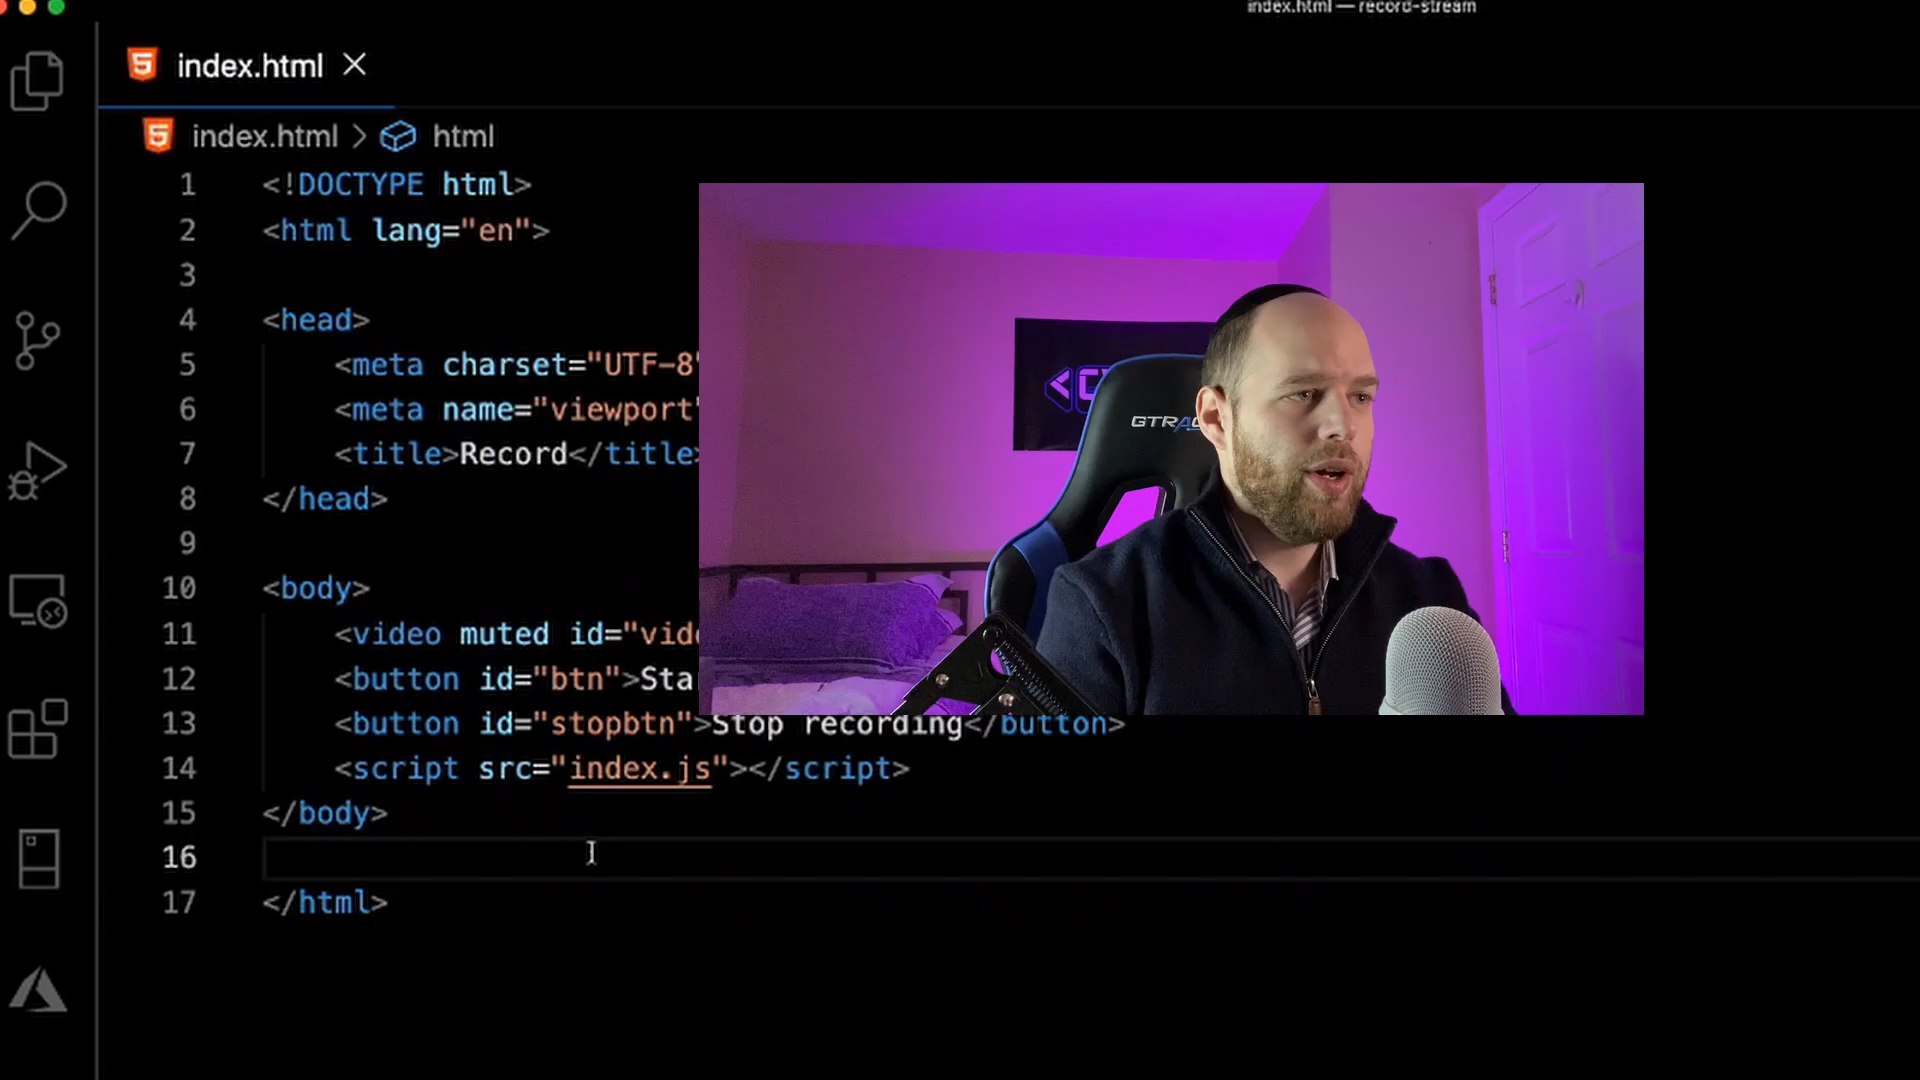 index.html — record-stream
index.html
index.html > html
1 <!DOCTYPE html>
2 <html lang="en">
3
4 <head>
5 <meta charset="UTF-8"
6 <meta name="viewport"
7 <title>Record</title>
8 </head>
9
10 <body>
11 <video muted id="vid
12 <button id="btn">Sta
13 <button id="stopbtn">Stop recording</button>
14 <script src="index.js"></script>
15 </body>
16
17 </html>